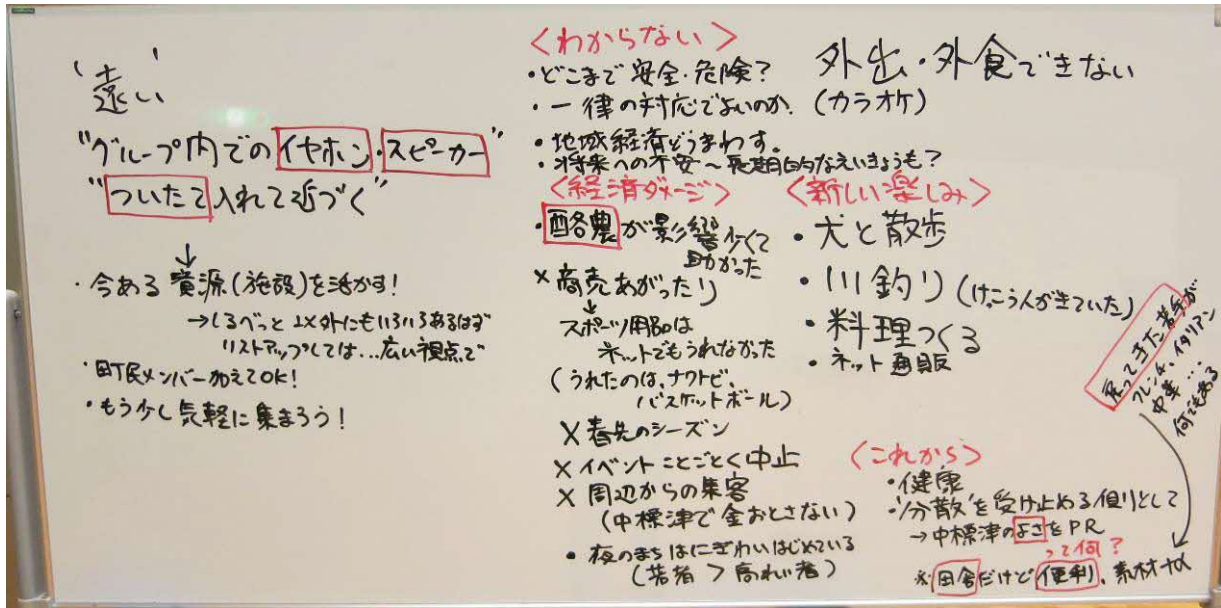 ‘遠い’
“グループ内でのイヤホン・スピーカー”
“ついたて入れて近づく”
↓
・今ある資源(施設)を活かす!
→しるべっと以外にもいろいろあるはず
リストアップしては…広い視点で
・町民メンバー加えてOK!
・もう少し気軽に集まろう!
<わからない>
・どこまで安全・危険?
・一律の対応でよいのか。
・地域経済どうまわす。
・将来への不安~長期的なえいきょうも?
外出・外食できない
(カラオケ)
<経済ダメージ>
・酪農が影響少くて
助かった
×商売あがったり
↓
スポーツ用品は
ネットでもうれなかった
(うれたのは、ナワトビ、
バスケットボール)
×春先のシーズン
×イベントことごとく中止
×周辺からの集客
(中標津で金おとさない)
・夜のまちはにぎわいはじめている
(若者>高れい者)
<新しい楽しみ>
・犬と散歩
・川釣り(けっこう人がきていた)
・料理つくる
・ネット通販
戻ってきた若手が
フレンチ、イタリアン
中華…
何でもある
<これから>
・健康
・‘分散’を受け止める側として
→中標津のよさをPR
って何?
※田舎だけど便利、素材ナメ